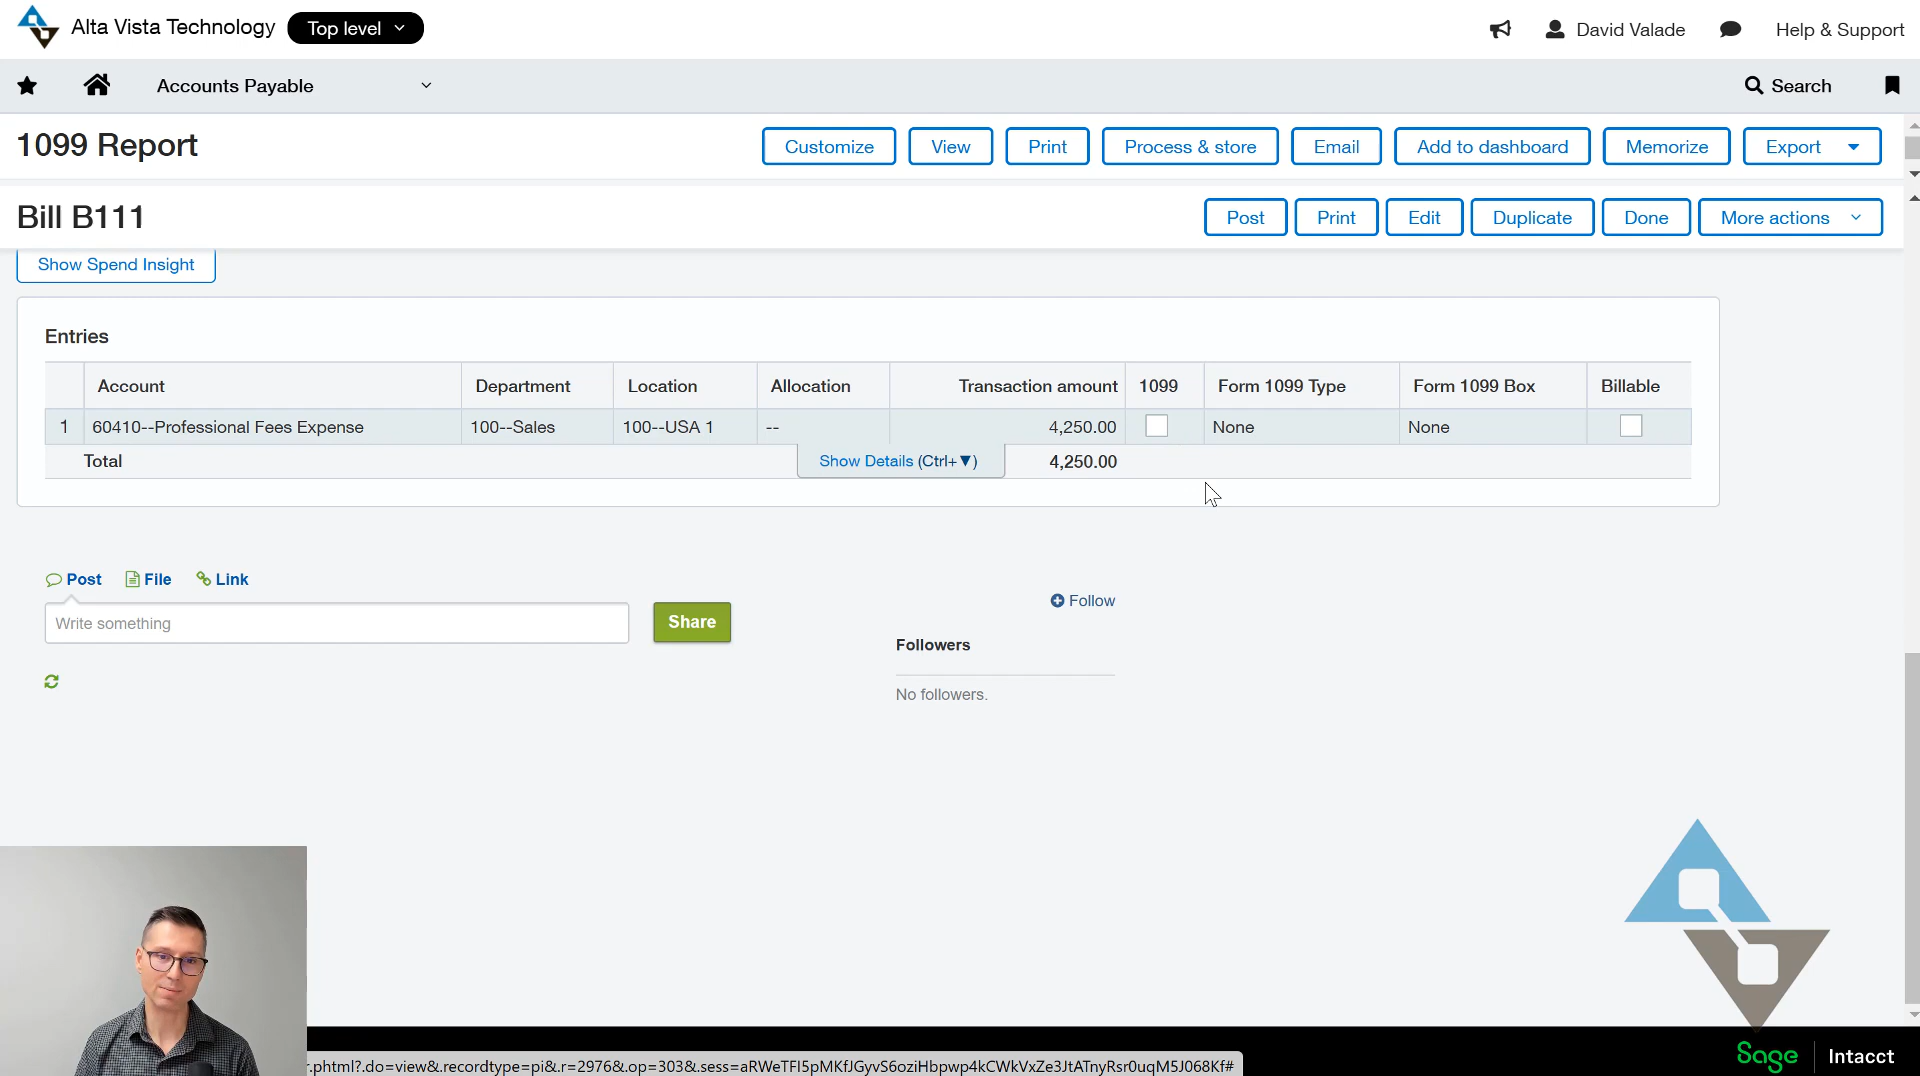 Alta Vista Technology Top level David Valade Help & Support
Accounts Payable Search
1099 Report Customize View Print Process & store Email Add to dashboard Memorize Export
Bill B111 Post Print Edit Duplicate Done More actions
Show Spend Insight
Entries
Account Department Location Allocation Transaction amount 1099 Form 1099 Type Form 1099 Box Billable
1 60410--Professional Fees Expense 100--Sales 100--USA 1 -- 4,250.00 None None
Total Show Details (Ctrl+▼) 4,250.00
Post File Link
Follow
Write something Share
Followers
No followers.
r.phtml?.do=view&.recordtype=pi&.r=2976&.op=303&.sess=aRWeTFI5pMKfJGyvS6oziHbpwp4kCWkVxZe3JtATnyRsr0uqM5J068Kf#
Sage Intacct